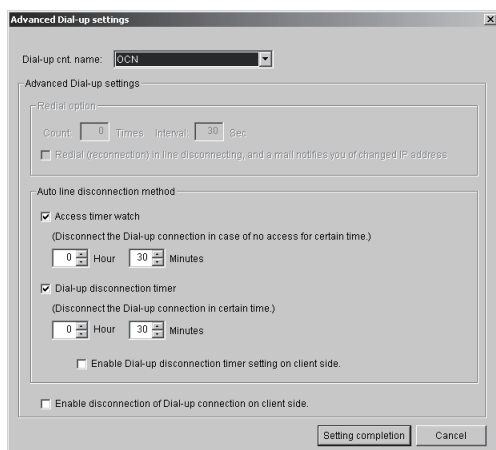 Advanced Dial-up settings
Dial-up cnt. name: OCN
Advanced Dial-up settings
Redial option
Count: 0 Times Interval: 30 Sec
Redial (reconnection) in line disconnecting, and a mail notifies you of changed IP address
Auto line disconnection method
Access timer watch
(Disconnect the Dial-up connection in case of no access for certain time.)
0 Hour 30 Minutes
Dial-up disconnection timer
(Disconnect the Dial-up connection in certain time.)
0 Hour 30 Minutes
Enable Dial-up disconnection timer setting on client side.
Enable disconnection of Dial-up connection on client side.
Setting completion Cancel